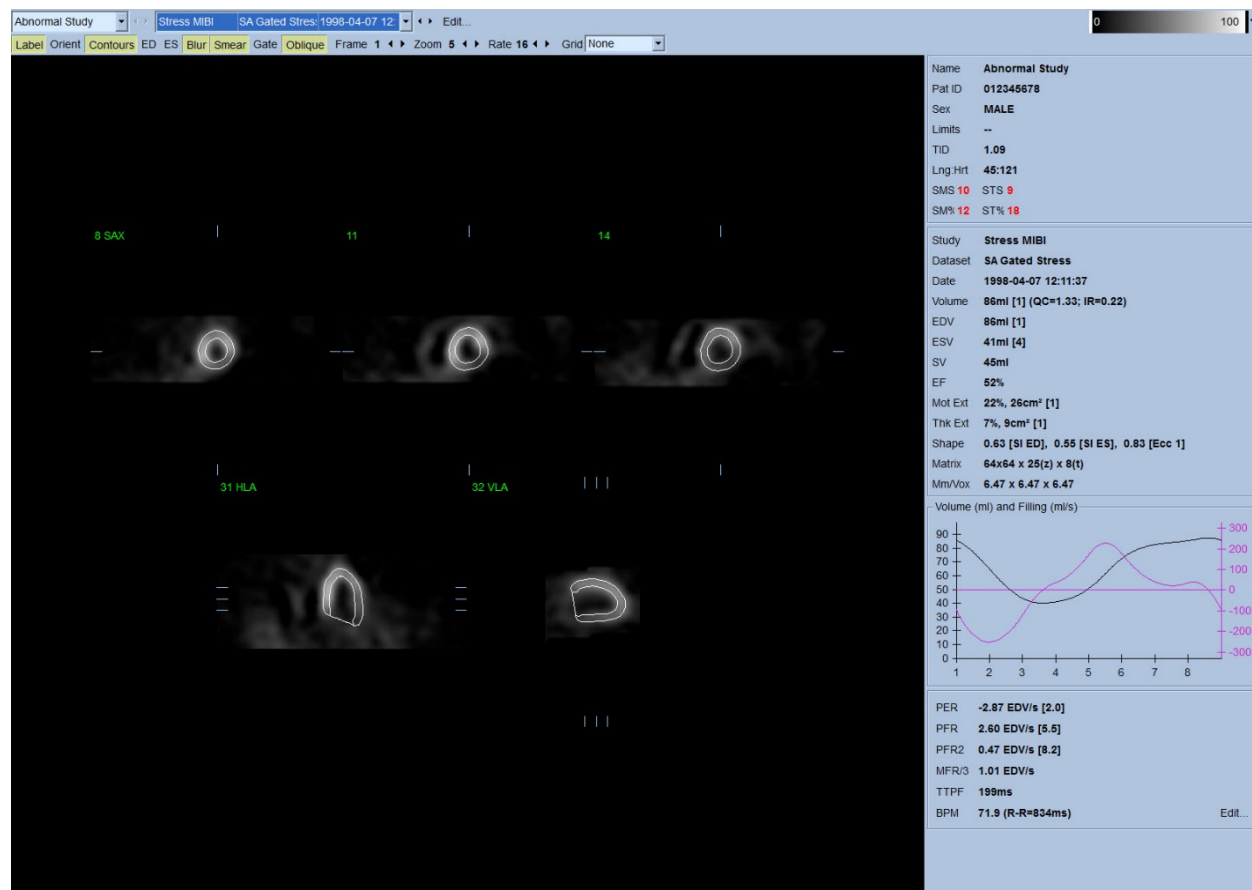 Abnormal Study Stress MIBI SA Gated Stres: 1998-04-07 12: Edit...
0 100
Label Orient Contours ED ES Blur Smear Gate Oblique Frame 1 Zoom 5 Rate 16 Grid None
Name Abnormal Study
Pat ID 012345678
Sex MALE
Limits --
TID 1.09
Lng:Hrt 45:121
SMS 10 STS 9
SM% 12 ST% 18
8 SAX 11 14
Study Stress MIBI
Dataset SA Gated Stress
Date 1998-04-07 12:11:37
Volume 86ml [1] (QC=1.33; IR=0.22)
EDV 86ml [1]
ESV 41ml [4]
SV 45ml
EF 52%
Mot Ext 22%, 26cm² [1]
Thk Ext 7%, 9cm² [1]
Shape 0.63 [SI ED], 0.55 [SI ES], 0.83 [Ecc 1]
Matrix 64x64 x 25(z) x 8(t)
Mm/Vox 6.47 x 6.47 x 6.47
31 HLA 32 VLA
Volume (ml) and Filling (ml/s)
90 80 70 60 50 40 30 20 10 0
300 200 100 0 -100 -200 -300
1 2 3 4 5 6 7 8
PER -2.87 EDV/s [2.0]
PFR 2.60 EDV/s [5.5]
PFR2 0.47 EDV/s [8.2]
MFR/3 1.01 EDV/s
TTPF 199ms
BPM 71.9 (R-R=834ms) Edit...